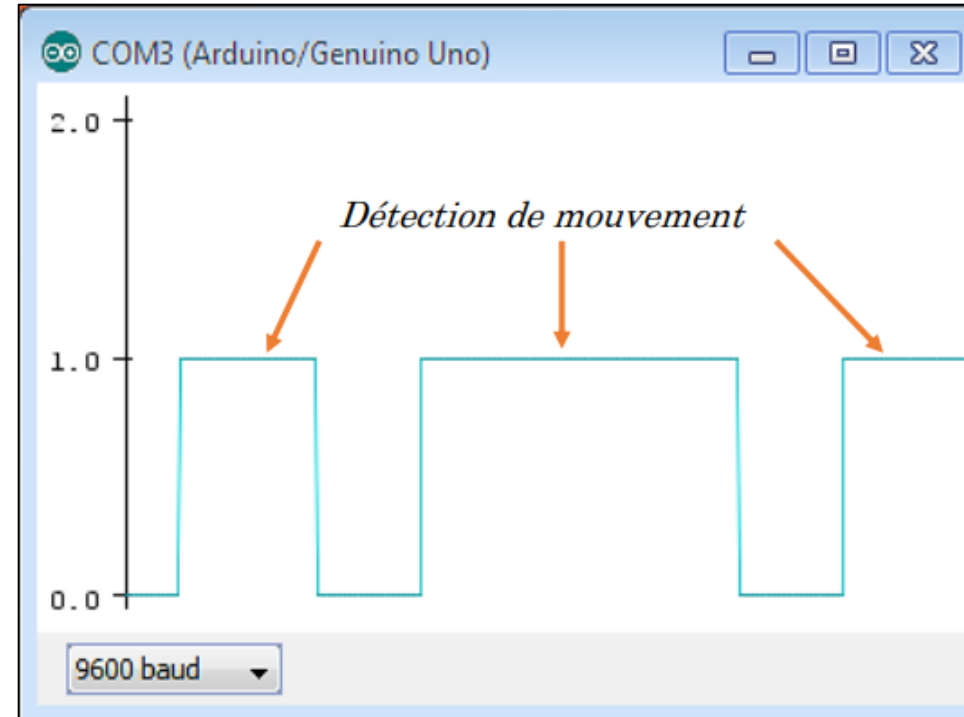 COM3 (Arduino/Genuino Uno)
2.0
Détection de mouvement
1.0
0.0
9600 baud